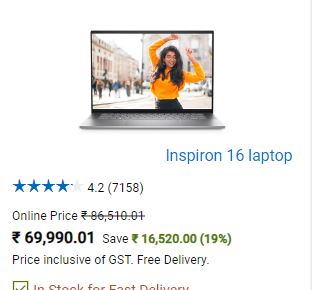 Inspiron 16 laptop
4.2 (7158)
Online Price ₹ 86,510.01
₹ 69,990.01 Save ₹ 16,520.00 (19%)
Price inclusive of GST. Free Delivery.
In Stock for Fast Delivery